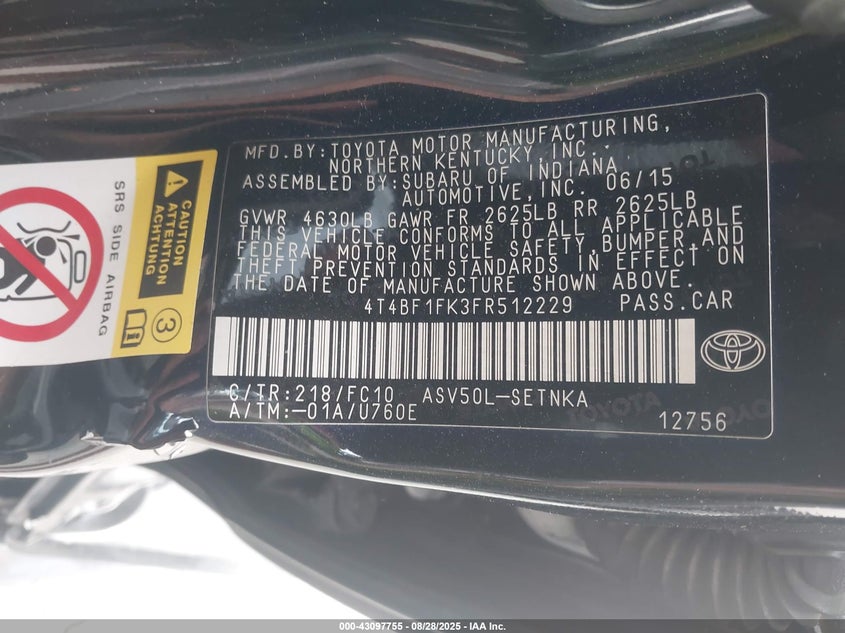 MFD.BY:TOYOTA MOTOR MANUFACTURING,
NORTHERN KENTUCKY,INC.
ASSEMBLED BY:SUBARU OF INDIANA
AUTOMOTIVE,INC. 06/15
GVWR 4630LB GAWR FR 2625LB RR 2625LB
THIS VEHICLE CONFORMS TO ALL APPLICABLE
FEDERAL MOTOR VEHICLE SAFETY,BUMPER,AND
THEFT PREVENTION STANDARDS IN EFFECT ON
THE DATE OF MANUFACTURE SHOWN ABOVE.
4T4BF1FK3FR512229 PASS.CAR
C/TR:218/FC10 ASV50L-SETNKA
A/TM:-01A/U760E
12756
SRS SIDE AIRBAG
CAUTION
ATTENTION
ACHTUNG
3
TOYOTA
000-43097755 - 08/28/2025 - IAA Inc.